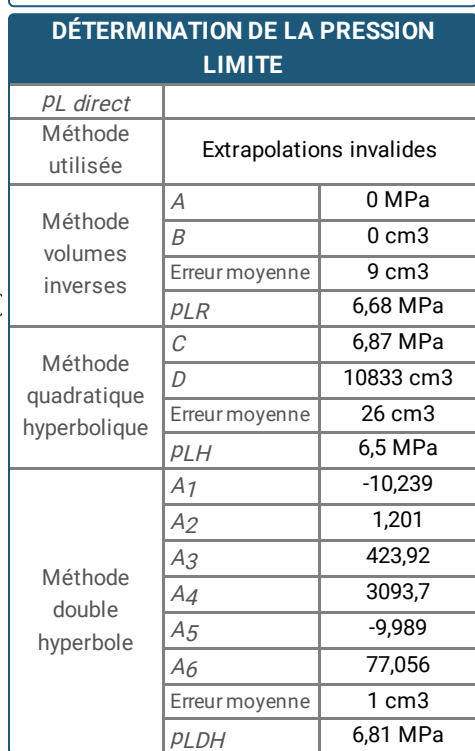 DÉTERMINATION DE LA PRESSION
LIMITE
pL direct
Méthode
utilisée
Extrapolations invalides
Méthode
volumes
inverses
A
0 MPa
B
0 cm3
Erreur moyenne
9 cm3
pLR
6,68 MPa
Méthode
quadratique
hyperbolique
C
6,87 MPa
D
10833 cm3
Erreur moyenne
26 cm3
pLH
6,5 MPa
Méthode
double
hyperbole
A1
-10,239
A2
1,201
A3
423,92
A4
3093,7
A5
-9,989
A6
77,056
Erreur moyenne
1 cm3
pLDH
6,81 MPa